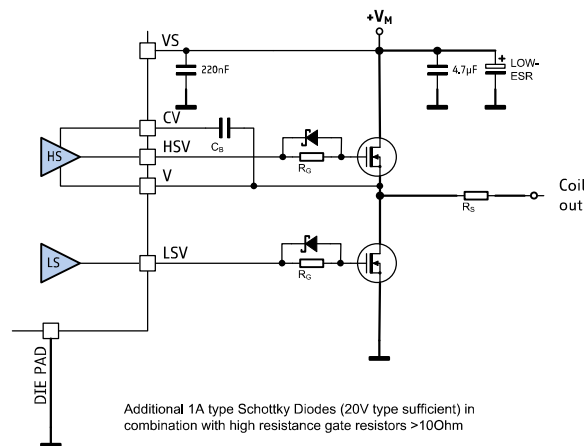 +VM
VS
220nF
4.7µF
LOW-
ESR
CV
CB
HS
HSV
RG
V
RS
Coil
out
LS
LSV
RG
DIE PAD
Additional 1A type Schottky Diodes (20V type sufficient) in
combination with high resistance gate resistors >10Ohm